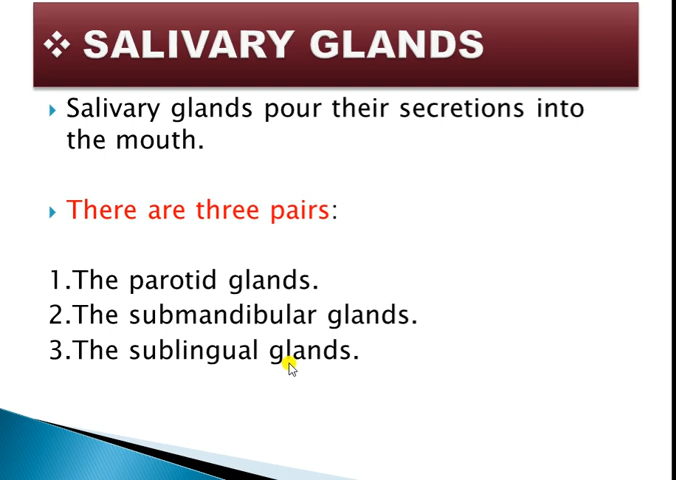 ❖ SALIVARY GLANDS
Salivary glands pour their secretions into
the mouth.
There are three pairs:
1.The parotid glands.
2.The submandibular glands.
3.The sublingual glands.